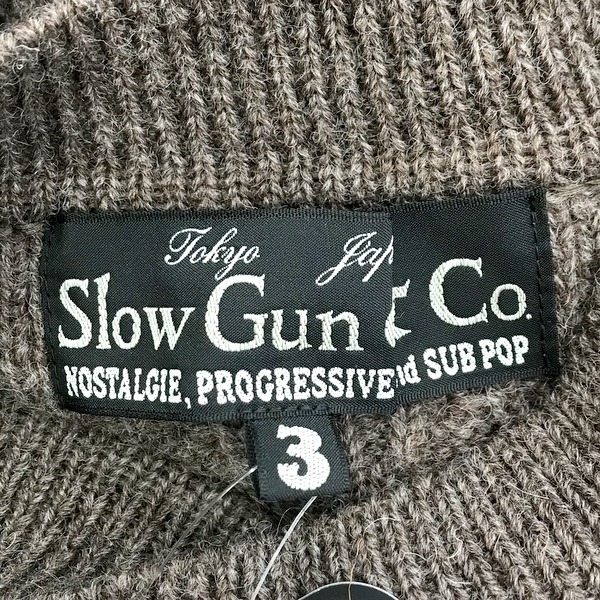 Tokyo Jap
Slow Gun t Co.
NOSTALGIE, PROGRESSIVE nd SUB POP
3